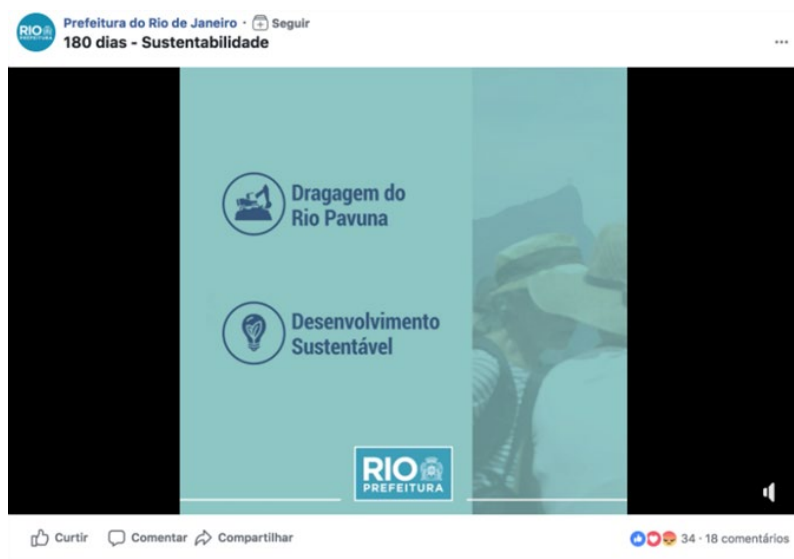 RIO
PREFEITURA
Prefeitura do Rio de Janeiro · Seguir
180 dias - Sustentabilidade
...
Dragagem do
Rio Pavuna
Desenvolvimento
Sustentável
RIO
PREFEITURA
Curtir Comentar Compartilhar 34 · 18 comentários